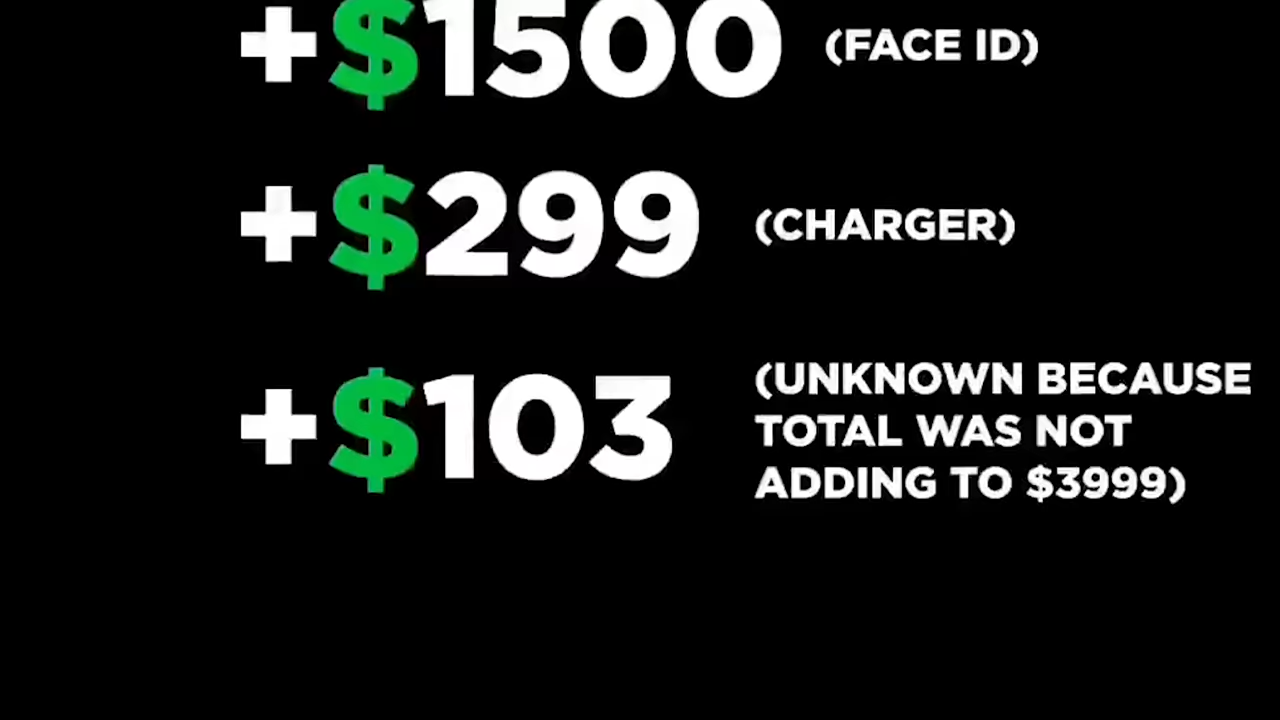 +$1500 (FACE ID)
+$299 (CHARGER)
+$103 (UNKNOWN BECAUSE
TOTAL WAS NOT
ADDING TO $3999)